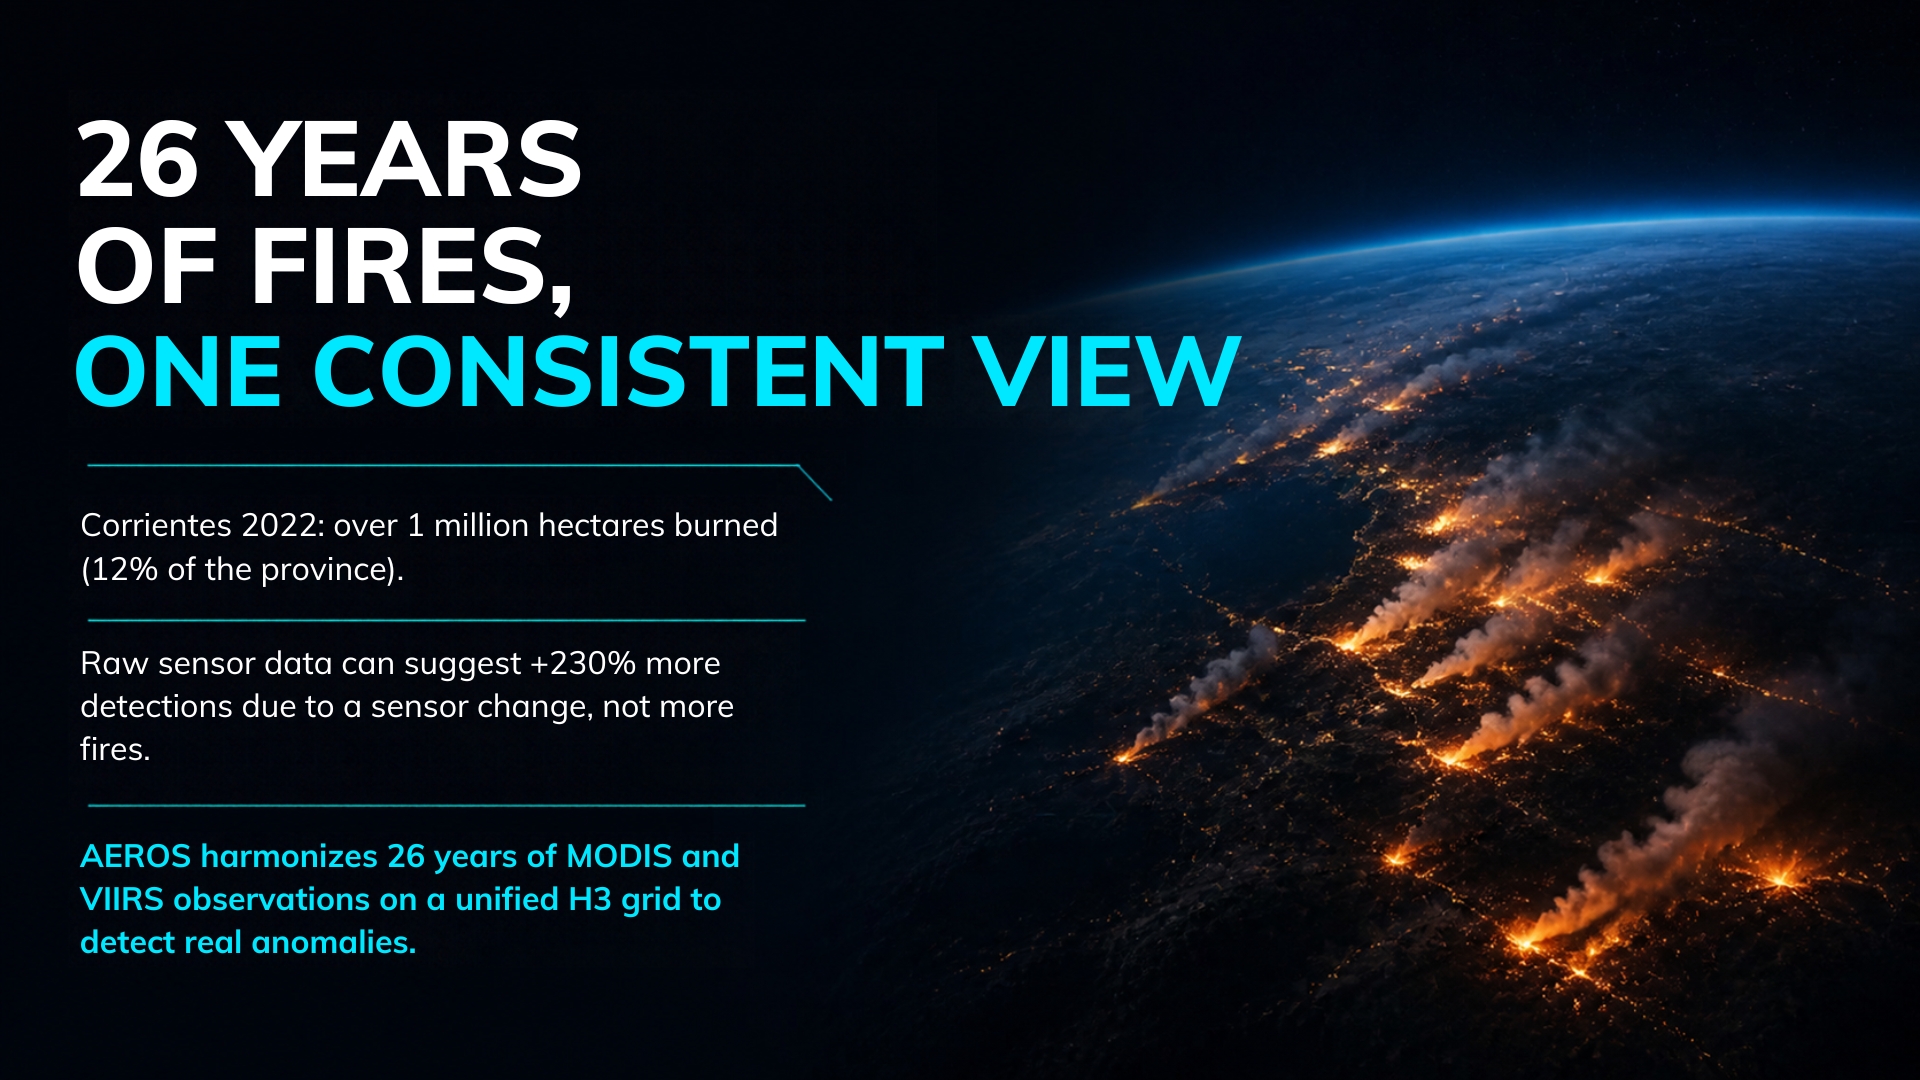 26 YEARS
OF FIRES,
ONE CONSISTENT VIEW
Corrientes 2022: over 1 million hectares burned
(12% of the province).
Raw sensor data can suggest +230% more
detections due to a sensor change, not more
fires.
AEROS harmonizes 26 years of MODIS and
VIIRS observations on a unified H3 grid to
detect real anomalies.